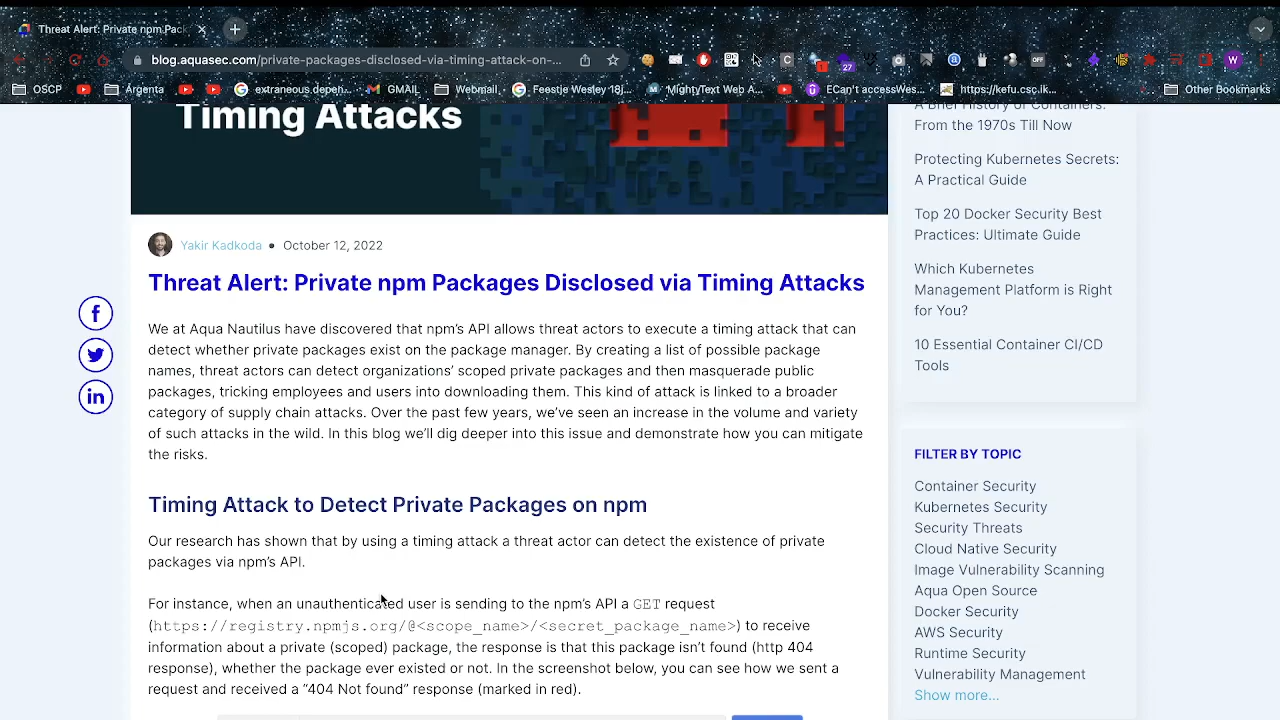 Threat Alert: Private npm Pack
blog.aquasec.com/private-packages-disclosed-via-timing-attack-on-...
C
1
27
OFF
W
OSCP
Argenta
extraneous.depeh..
GMAIL
Webmail
Feestje Wesley 18j...
MightyText Web A...
ECan't accessWes...
https://kefu.csc.lk...
Other Bookmarks
Timing Attacks
Yakir Kadkoda • October 12, 2022
Threat Alert: Private npm Packages Disclosed via Timing Attacks
We at Aqua Nautilus have discovered that npm's API allows threat actors to execute a timing attack that can
detect whether private packages exist on the package manager. By creating a list of possible package
names, threat actors can detect organizations' scoped private packages and then masquerade public
packages, tricking employees and users into downloading them. This kind of attack is linked to a broader
category of supply chain attacks. Over the past few years, we've seen an increase in the volume and variety
of such attacks in the wild. In this blog we'll dig deeper into this issue and demonstrate how you can mitigate
the risks.
Timing Attack to Detect Private Packages on npm
Our research has shown that by using a timing attack a threat actor can detect the existence of private
packages via npm's API.
For instance, when an unauthenticated user is sending to the npm's API a GET request
(https://registry.npmjs.org/@<scope_name>/<secret_package_name>) to receive
information about a private (scoped) package, the response is that this package isn't found (http 404
response), whether the package ever existed or not. In the screenshot below, you can see how we sent a
request and received a "404 Not found" response (marked in red).
A Brief History of Containers:
From the 1970s Till Now
Protecting Kubernetes Secrets:
A Practical Guide
Top 20 Docker Security Best
Practices: Ultimate Guide
Which Kubernetes
Management Platform is Right
for You?
10 Essential Container CI/CD
Tools
FILTER BY TOPIC
Container Security
Kubernetes Security
Security Threats
Cloud Native Security
Image Vulnerability Scanning
Aqua Open Source
Docker Security
AWS Security
Runtime Security
Vulnerability Management
Show more...